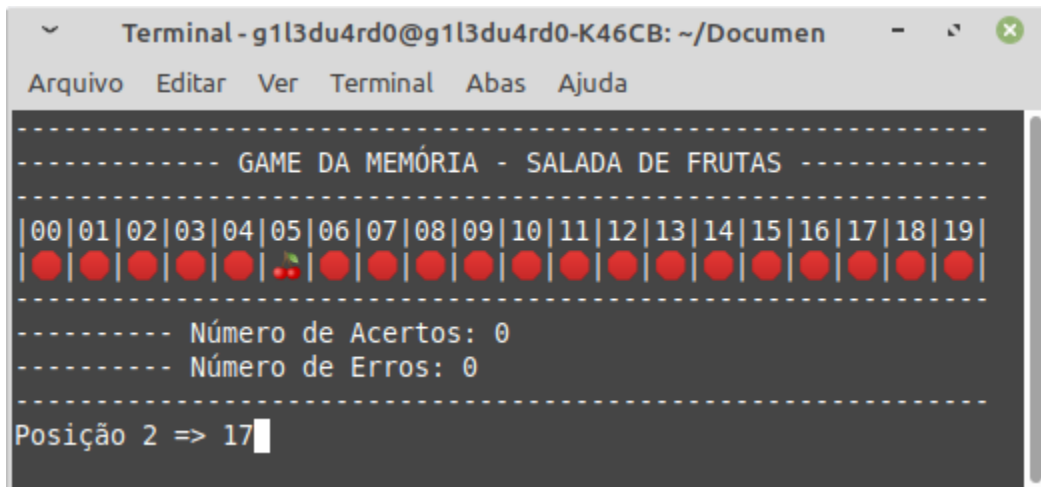 Terminal - g1l3du4rd0@g1l3du4rd0-K46CB: ~/Documen
Arquivo Editar Ver Terminal Abas Ajuda
-------------------------------------------------------------
------------- GAME DA MEMÓRIA - SALADA DE FRUTAS ------------
-------------------------------------------------------------
|00|01|02|03|04|05|06|07|08|09|10|11|12|13|14|15|16|17|18|19|
|🛑|🛑|🛑|🛑|🛑|🍒|🛑|🛑|🛑|🛑|🛑|🛑|🛑|🛑|🛑|🛑|🛑|🛑|🛑|🛑|
-------------------------------------------------------------
---------- Número de Acertos: 0
---------- Número de Erros: 0
-------------------------------------------------------------
Posição 2 => 17